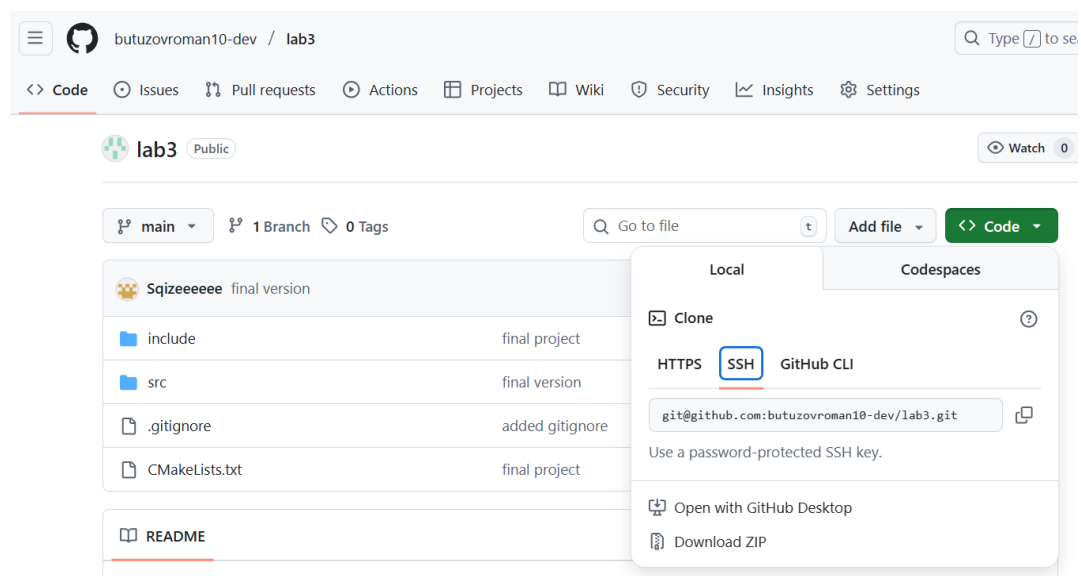 butuzovroman10-dev / lab3
Type / to sea
Code Issues Pull requests Actions Projects Wiki Security Insights Settings
lab3 Public
Watch 0
main 1 Branch 0 Tags
Go to file t
Add file
Code
Sqizeeeeee final version
include final project
src final version
.gitignore added gitignore
CMakeLists.txt final project
README
Local Codespaces
Clone
HTTPS SSH GitHub CLI
git@github.com:butuzovroman10-dev/lab3.git
Use a password-protected SSH key.
Open with GitHub Desktop
Download ZIP